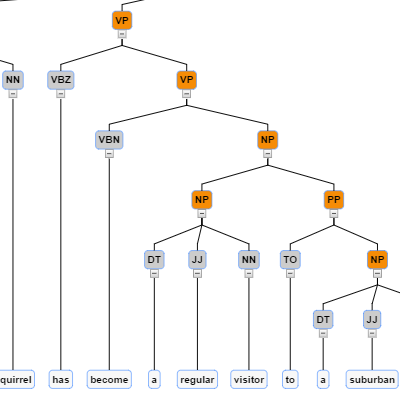 VP
NN VBZ VP
VBN NP
NP PP
DT JJ NN TO NP
DT JJ
quirrel has become a regular visitor to a suburban